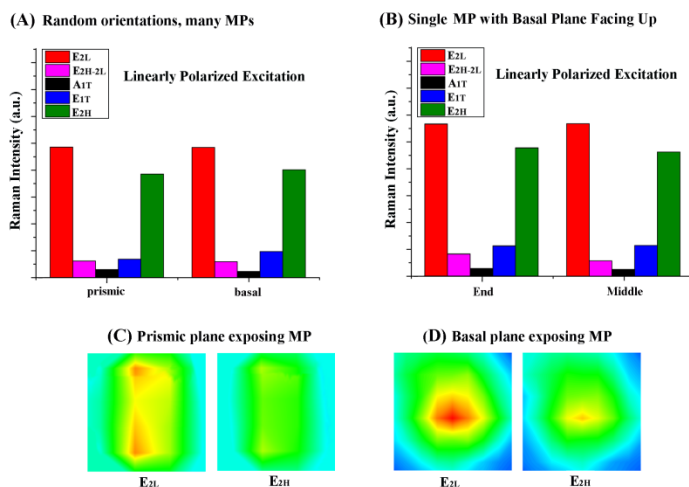 (A) Random orientations, many MPs
E2L
E2H-2L
A1T
E1T
E2H
Linearly Polarized Excitation
Raman Intensity (a.u.)
prismic basal
(B) Single MP with Basal Plane Facing Up
E2L
E2H-2L
A1T
E1T
E2H
Linearly Polarized Excitation
Raman Intensity (a.u.)
End Middle
(C) Prismic plane exposing MP
E2L E2H
(D) Basal plane exposing MP
E2L E2H